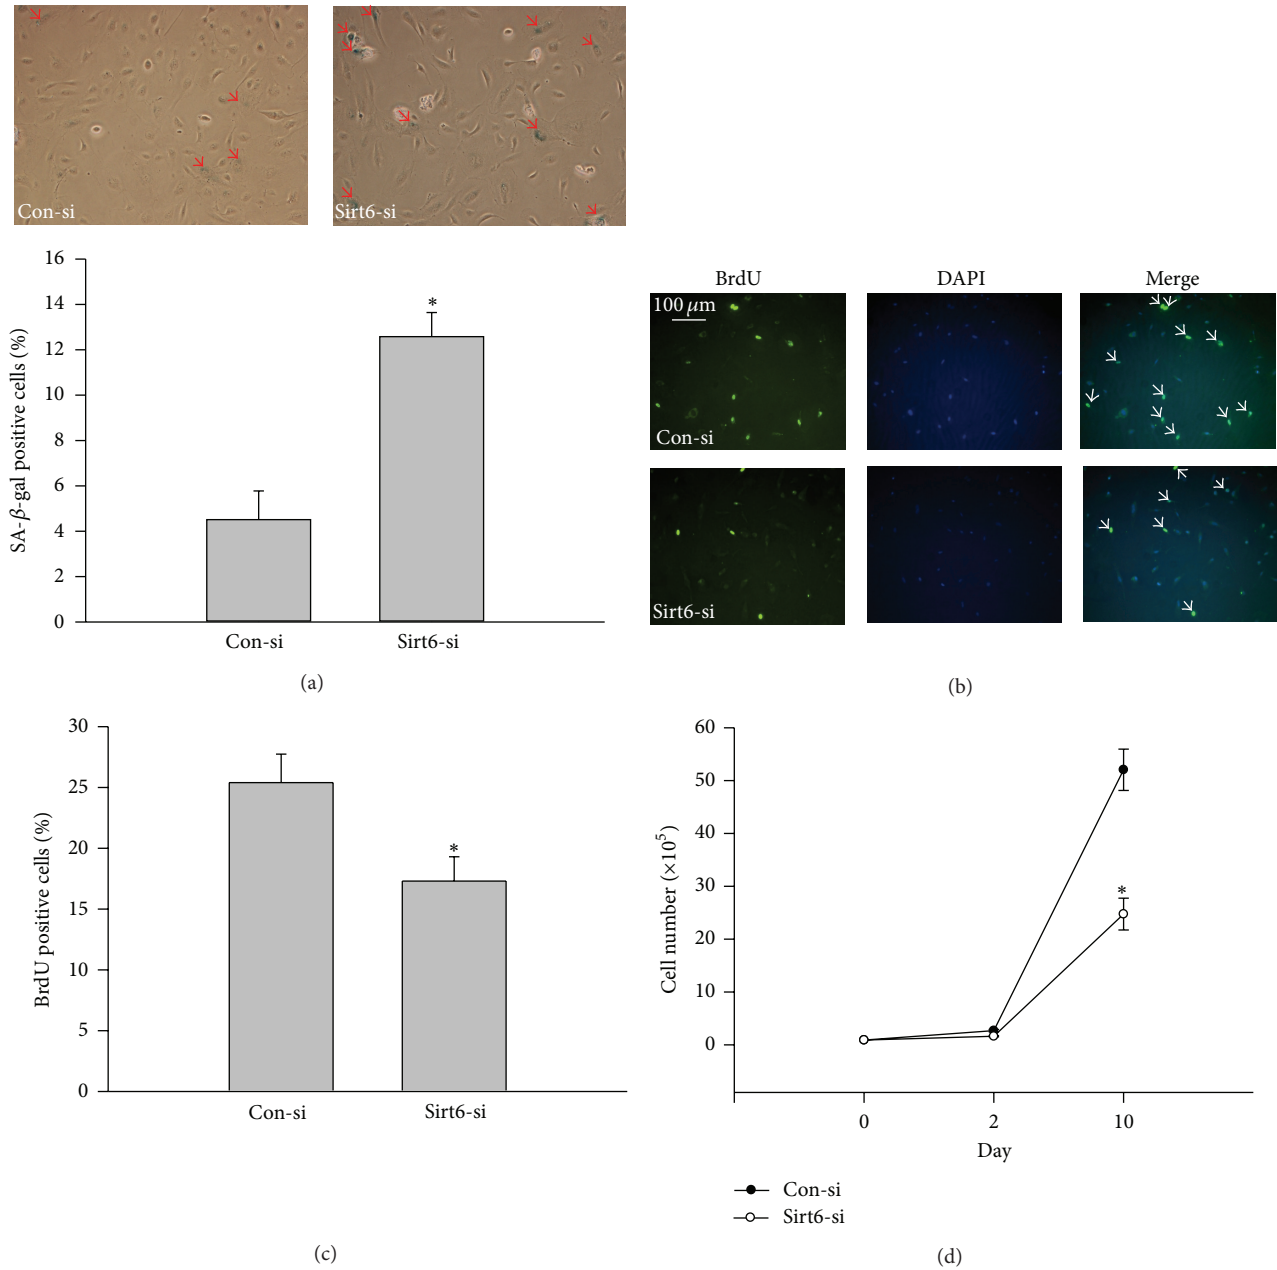 Con-si
Sirt6-si
16
14
12
10
8
6
4
2
0
SA-β-gal positive cells (%)
*
Con-si
Sirt6-si
(a)
BrdU
DAPI
Merge
100 μm
Con-si
Sirt6-si
(b)
30
25
20
15
10
5
0
BrdU positive cells (%)
*
Con-si
Sirt6-si
(c)
60
50
40
30
20
10
0
Cell number (×10⁵)
*
0
2
10
Day
Con-si
Sirt6-si
(d)